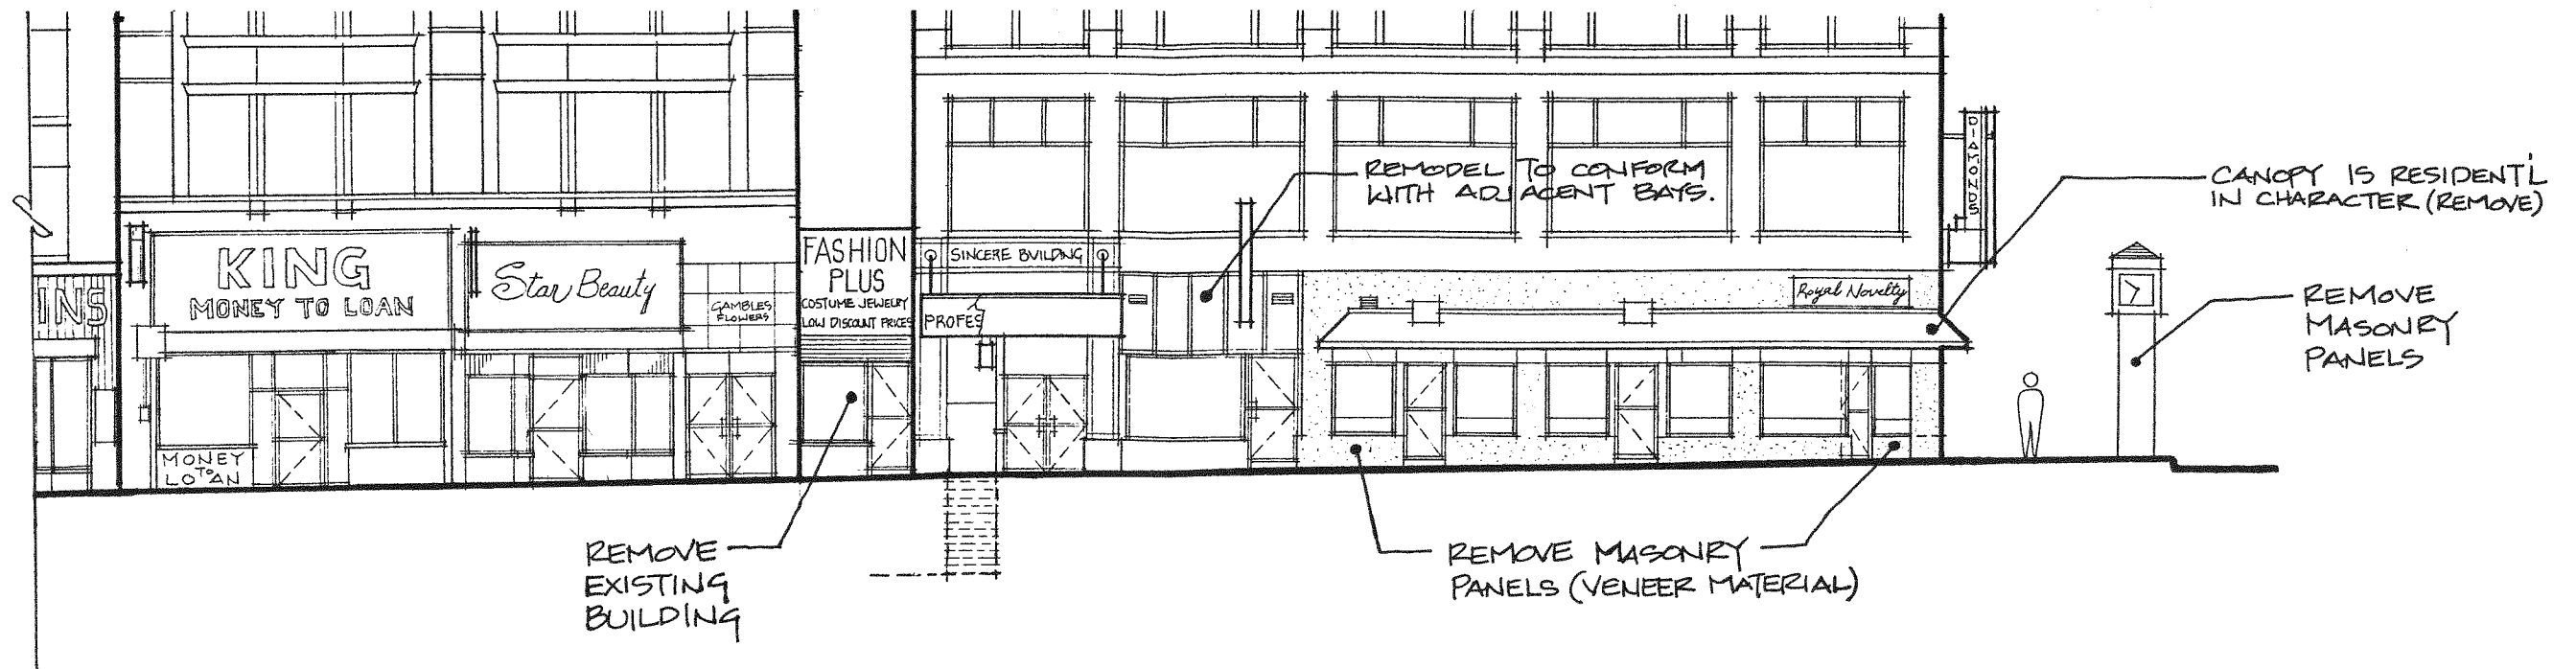 INS
KING
MONEY TO LOAN
MONEY
TO
LOAN
Star Beauty
GAMBLES
FLOWERS
FASHION
PLUS
COSTUME JEWELRY
LOW DISCOUNT PRICES
SINCERE BUILDING
PROFES
REMODEL TO CONFORM
WITH ADJACENT BAYS.
Royal Novelty
DIAMONDS
CANOPY IS RESIDENT'L
IN CHARACTER (REMOVE)
REMOVE
MASONRY
PANELS
REMOVE
EXISTING
BUILDING
REMOVE MASONRY
PANELS (VENEER MATERIAL)